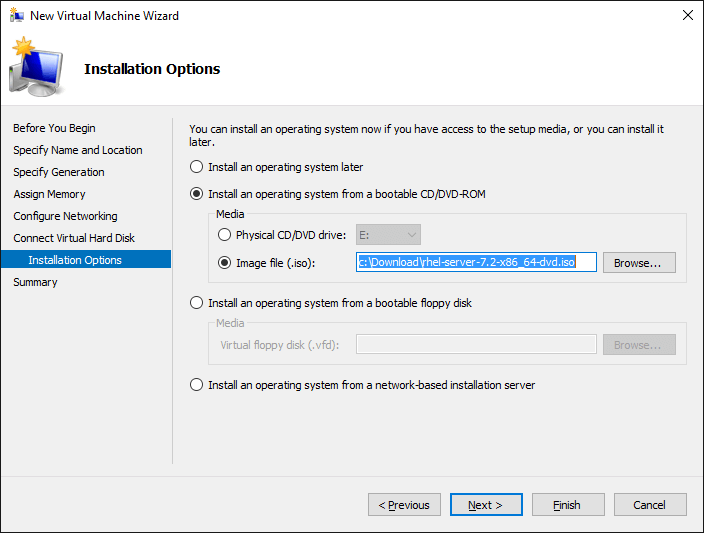 New Virtual Machine Wizard
Installation Options
Before You Begin
Specify Name and Location
Specify Generation
Assign Memory
Configure Networking
Connect Virtual Hard Disk
Installation Options
Summary
You can install an operating system now if you have access to the setup media, or you can install it
later.
Install an operating system later
Install an operating system from a bootable CD/DVD-ROM
Media
Physical CD/DVD drive: E:
Image file (.iso): c:\Download\rhel-server-7.2-x86_64-dvd.iso Browse...
Install an operating system from a bootable floppy disk
Media
Virtual floppy disk (.vfd): Browse...
Install an operating system from a network-based installation server
< Previous Next > Finish Cancel